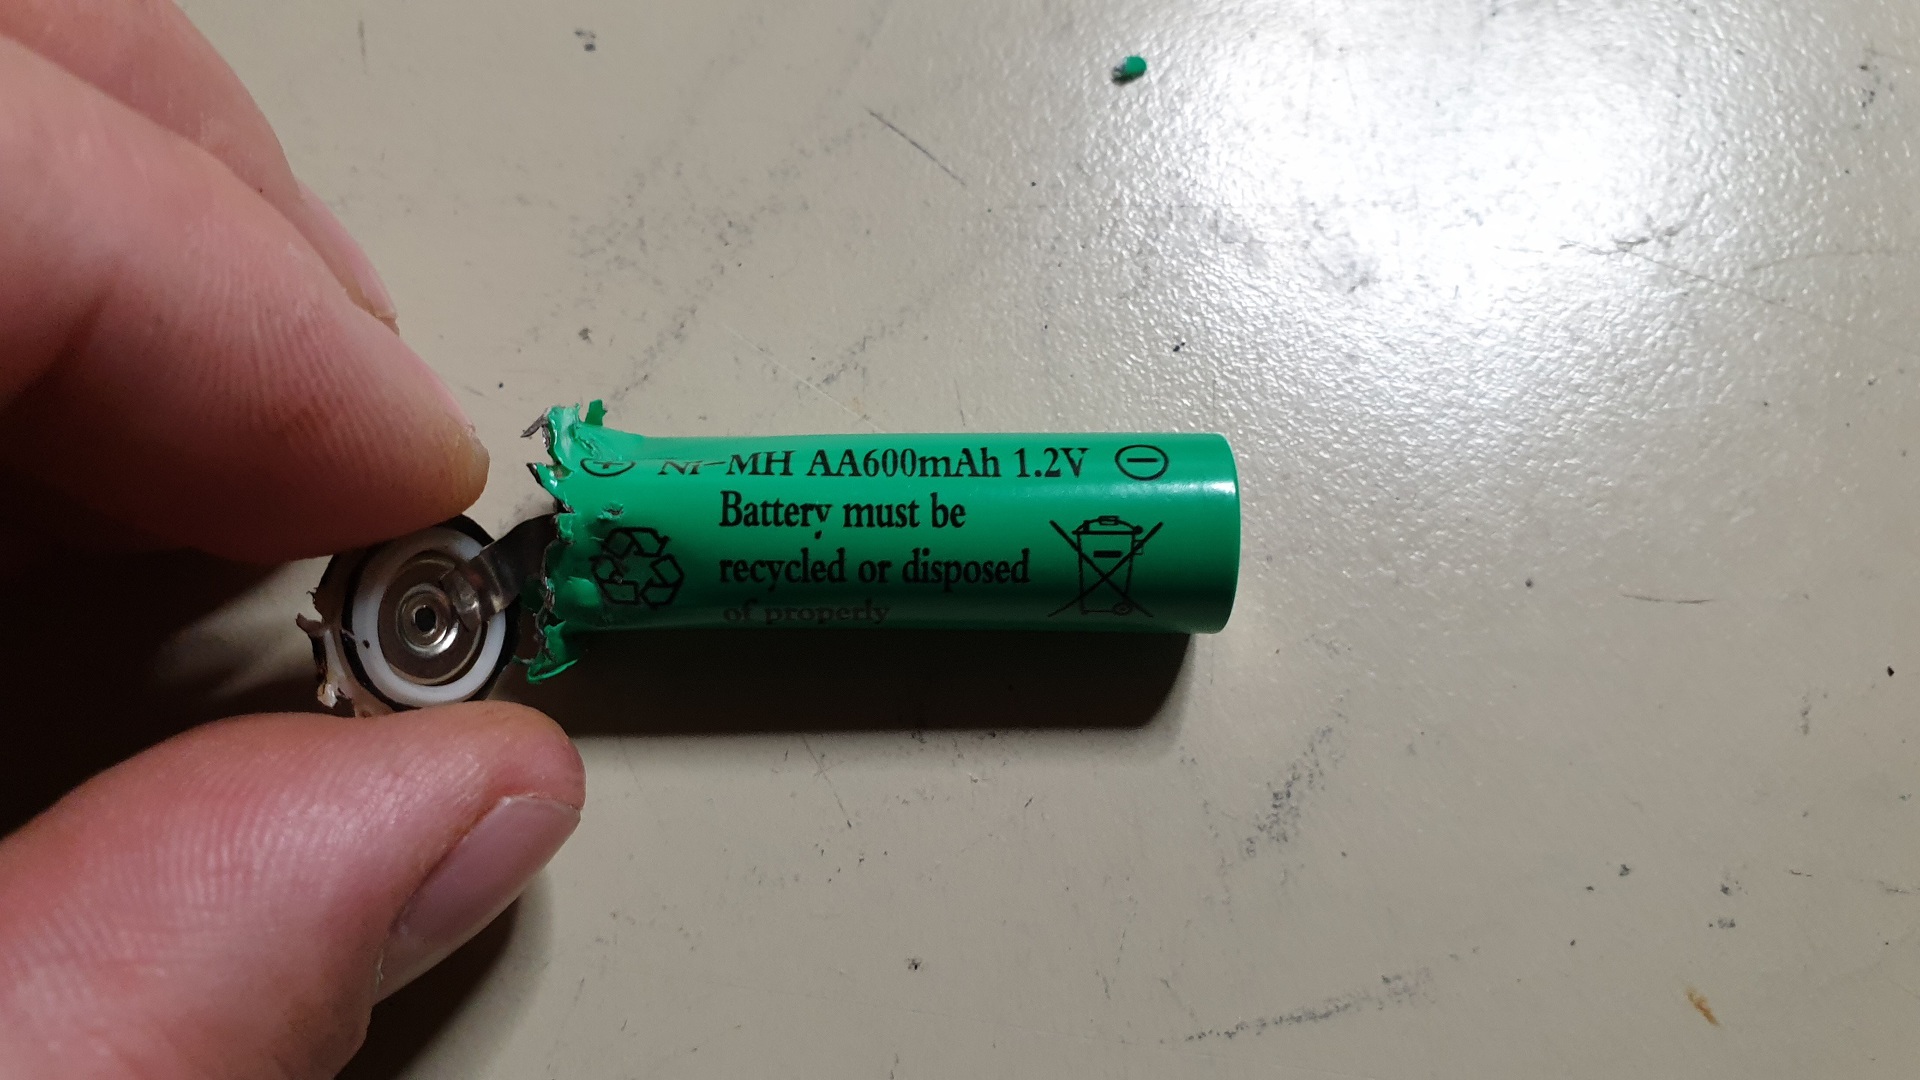 Ni-MH AA600mAh 1.2V
Battery must be
recycled or disposed
of properly